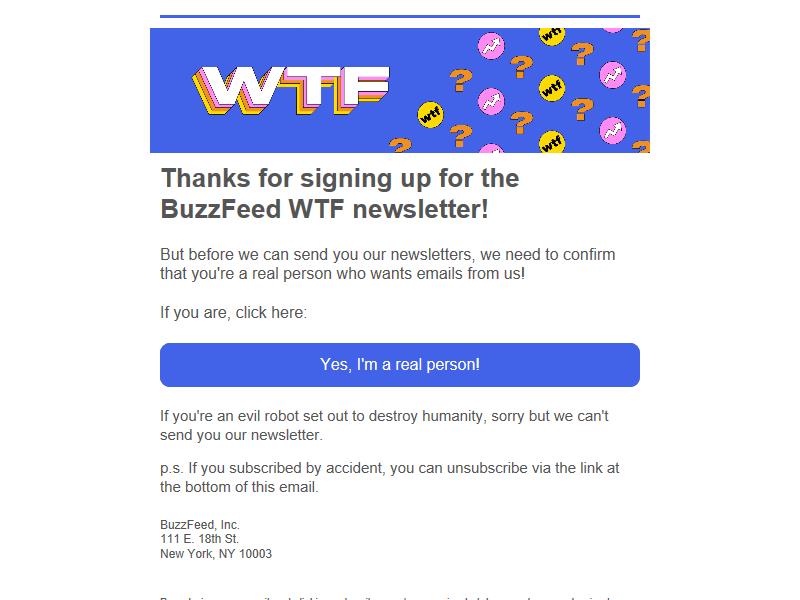 wtf
WTF
wtf
wtf
wtf
Thanks for signing up for the
BuzzFeed WTF newsletter!
But before we can send you our newsletters, we need to confirm
that you're a real person who wants emails from us!
If you are, click here:
Yes, I'm a real person!
If you're an evil robot set out to destroy humanity, sorry but we can't
send you our newsletter.
p.s. If you subscribed by accident, you can unsubscribe via the link at
the bottom of this email.
BuzzFeed, Inc.
111 E. 18th St.
New York, NY 10003